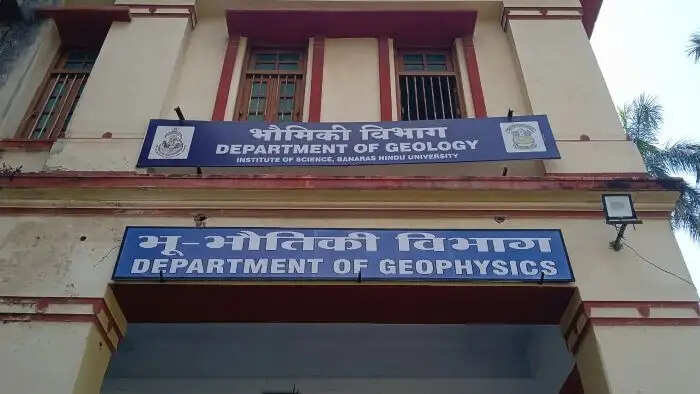 भौमिकी विभाग
DEPARTMENT OF GEOLOGY
INSTITUTE OF SCIENCE, BANARAS HINDU UNIVERSITY
भू-भौतिकी विभाग
DEPARTMENT OF GEOPHYSICS